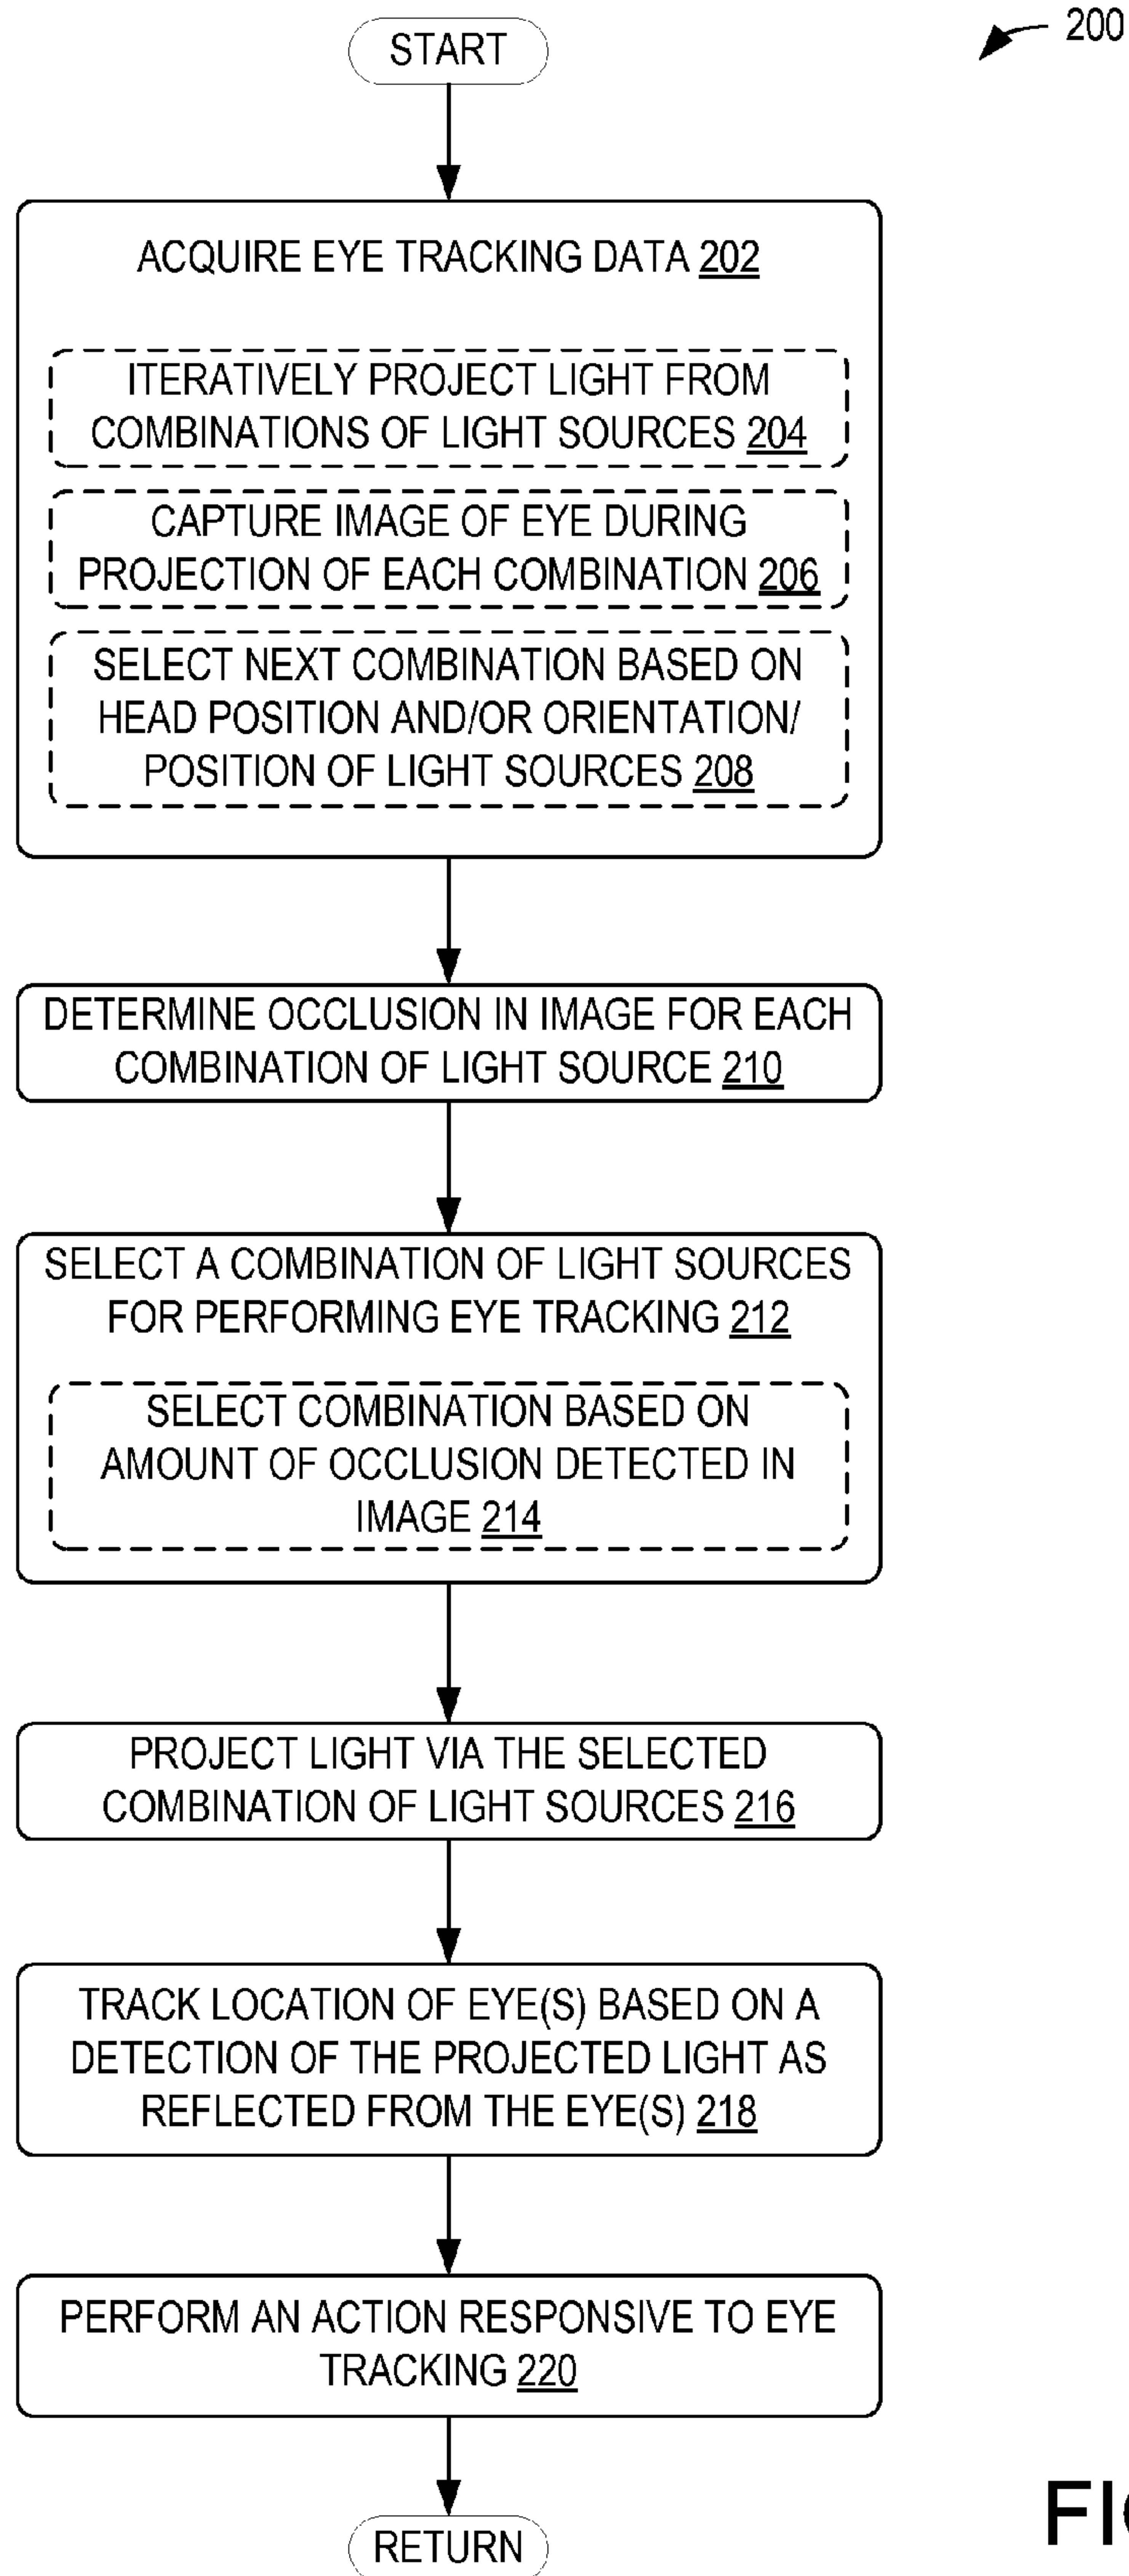 200
START
ACQUIRE EYE TRACKING DATA 202
ITERATIVELY PROJECT LIGHT FROM
COMBINATIONS OF LIGHT SOURCES 204
CAPTURE IMAGE OF EYE DURING
PROJECTION OF EACH COMBINATION 206
SELECT NEXT COMBINATION BASED ON
HEAD POSITION AND/OR ORIENTATION/
POSITION OF LIGHT SOURCES 208
DETERMINE OCCLUSION IN IMAGE FOR EACH
COMBINATION OF LIGHT SOURCE 210
SELECT A COMBINATION OF LIGHT SOURCES
FOR PERFORMING EYE TRACKING 212
SELECT COMBINATION BASED ON
AMOUNT OF OCCLUSION DETECTED IN
IMAGE 214
PROJECT LIGHT VIA THE SELECTED
COMBINATION OF LIGHT SOURCES 216
TRACK LOCATION OF EYE(S) BASED ON A
DETECTION OF THE PROJECTED LIGHT AS
REFLECTED FROM THE EYE(S) 218
PERFORM AN ACTION RESPONSIVE TO EYE
TRACKING 220
RETURN